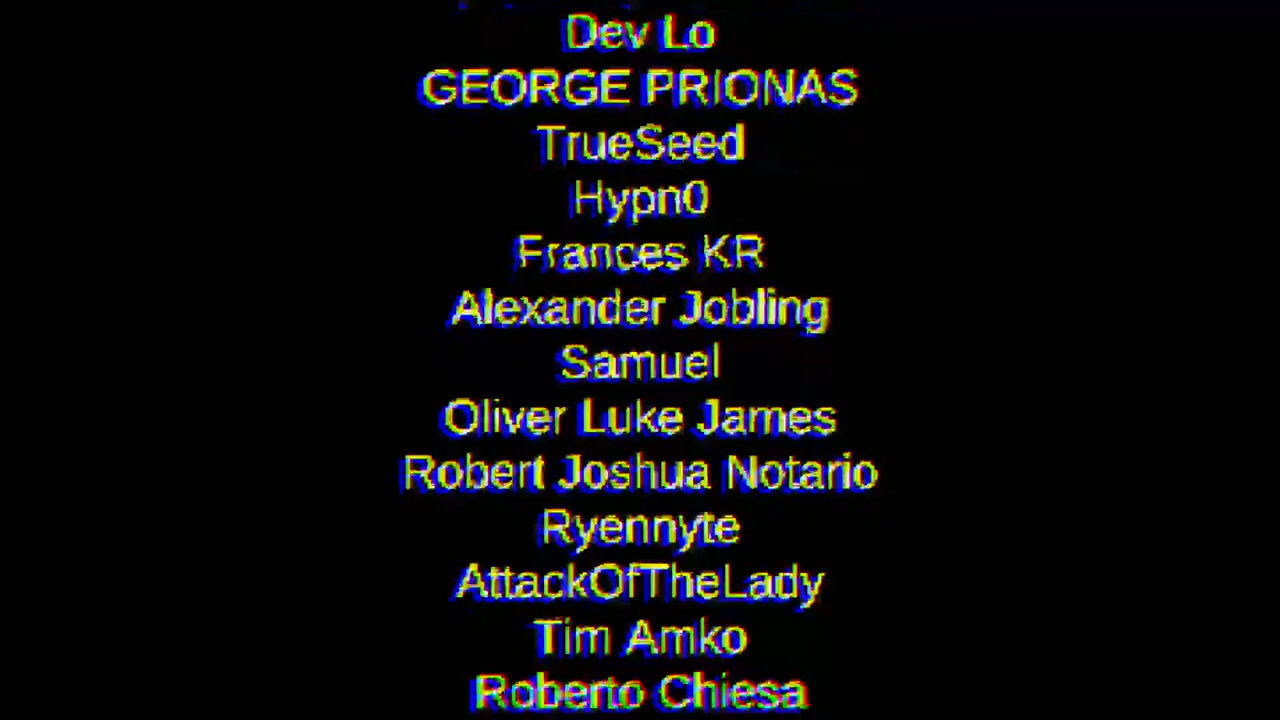 Dev Lo
GEORGE PRIONAS
TrueSeed
Hypn0
Frances KR
Alexander Jobling
Samuel
Oliver Luke James
Robert Joshua Notario
Ryennyte
AttackOfTheLady
Tim Amko
Roberto Chiesa